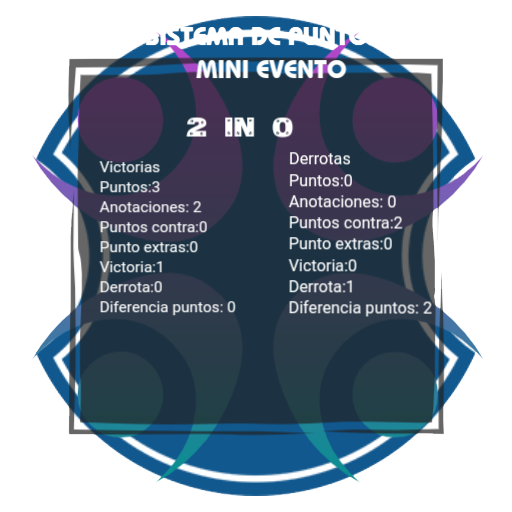 SISTEMA DE PUNTO
MINI EVENTO
2 IN 0
Victorias
Puntos:3
Anotaciones: 2
Puntos contra:0
Punto extras:0
Victoria:1
Derrota:0
Diferencia puntos: 0
Derrotas
Puntos:0
Anotaciones: 0
Puntos contra:2
Punto extras:0
Victoria:0
Derrota:1
Diferencia puntos: 2